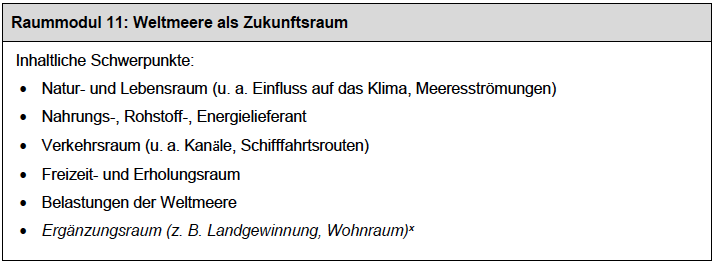 Raummodul 11: Weltmeere als Zukunftsraum
Inhaltliche Schwerpunkte:
• Natur- und Lebensraum (u. a. Einfluss auf das Klima, Meeresströmungen)
• Nahrungs-, Rohstoff-, Energielieferant
• Verkehrsraum (u. a. Kanäle, Schifffahrtsrouten)
• Freizeit- und Erholungsraum
• Belastungen der Weltmeere
• Ergänzungsraum (z. B. Landgewinnung, Wohnraum)ˣ